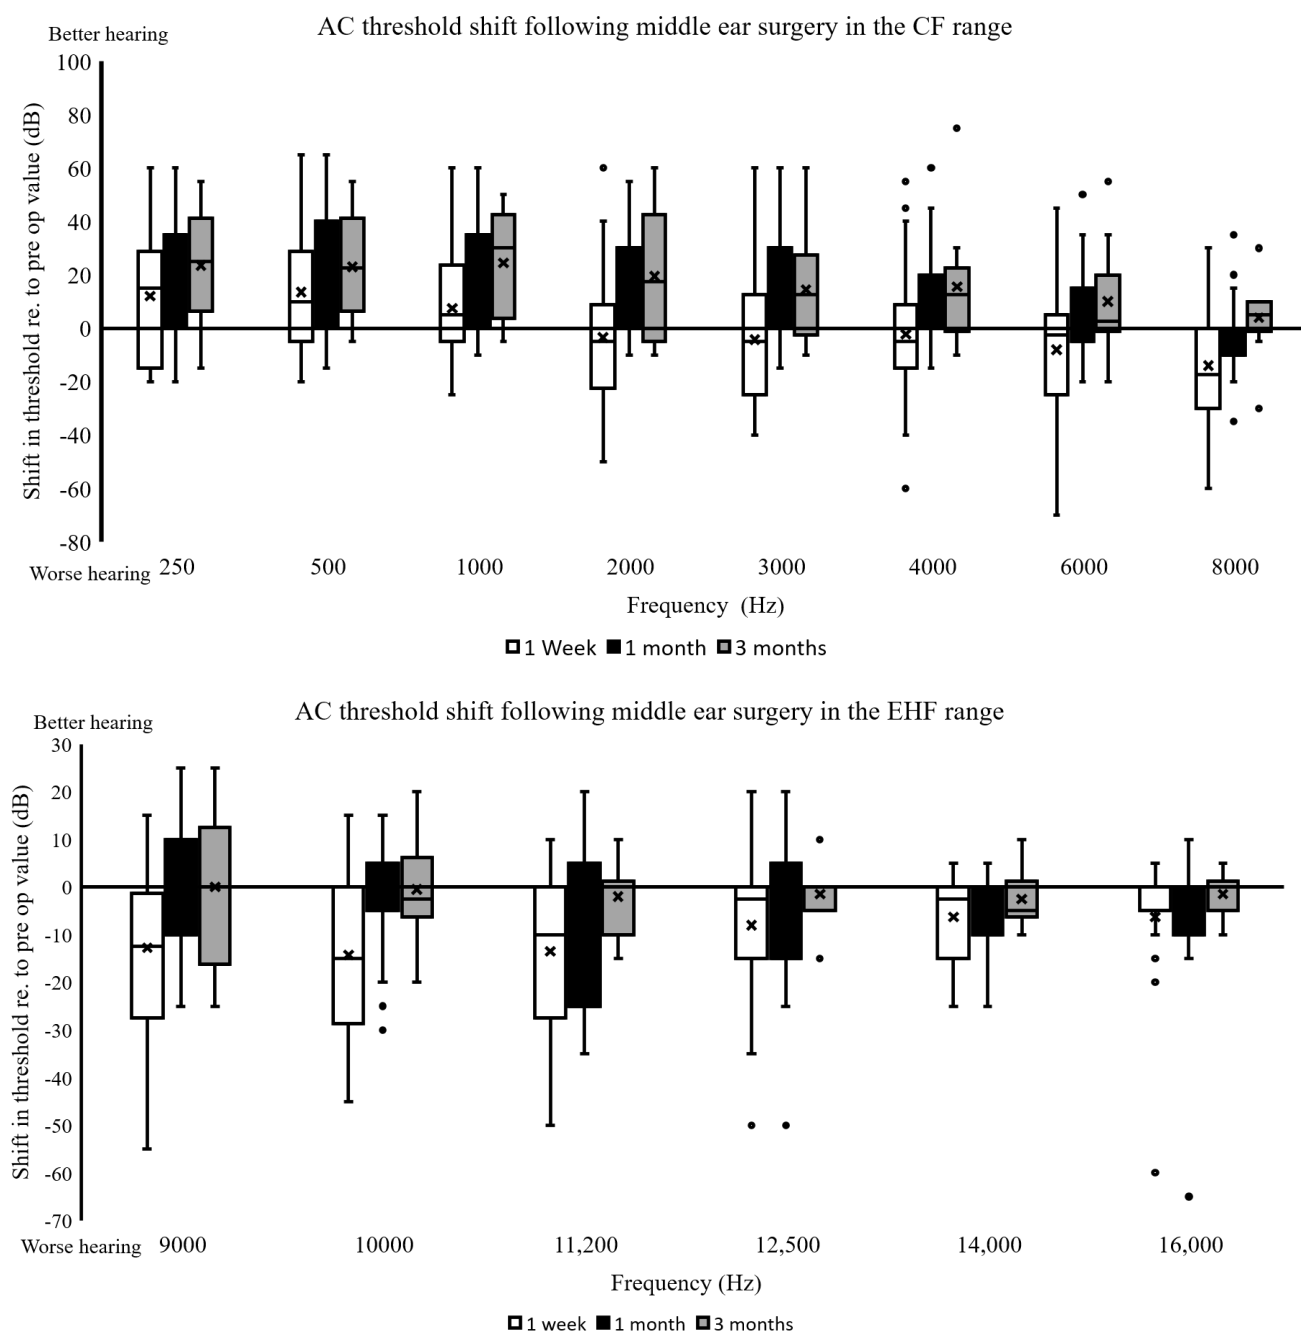 AC threshold shift following middle ear surgery in the CF range
Better hearing
100
80
60
40
20
0
-20
-40
-60
-80
Shift in threshold re. to pre op value (dB)
Worse hearing
250 500 1000 2000 3000 4000 6000 8000
Frequency (Hz)
1 Week 1 month 3 months
AC threshold shift following middle ear surgery in the EHF range
Better hearing
30
20
10
0
-10
-20
-30
-40
-50
-60
-70
Shift in threshold re. to pre op value (dB)
Worse hearing
9000 10000 11,200 12,500 14,000 16,000
Frequency (Hz)
1 week 1 month 3 months